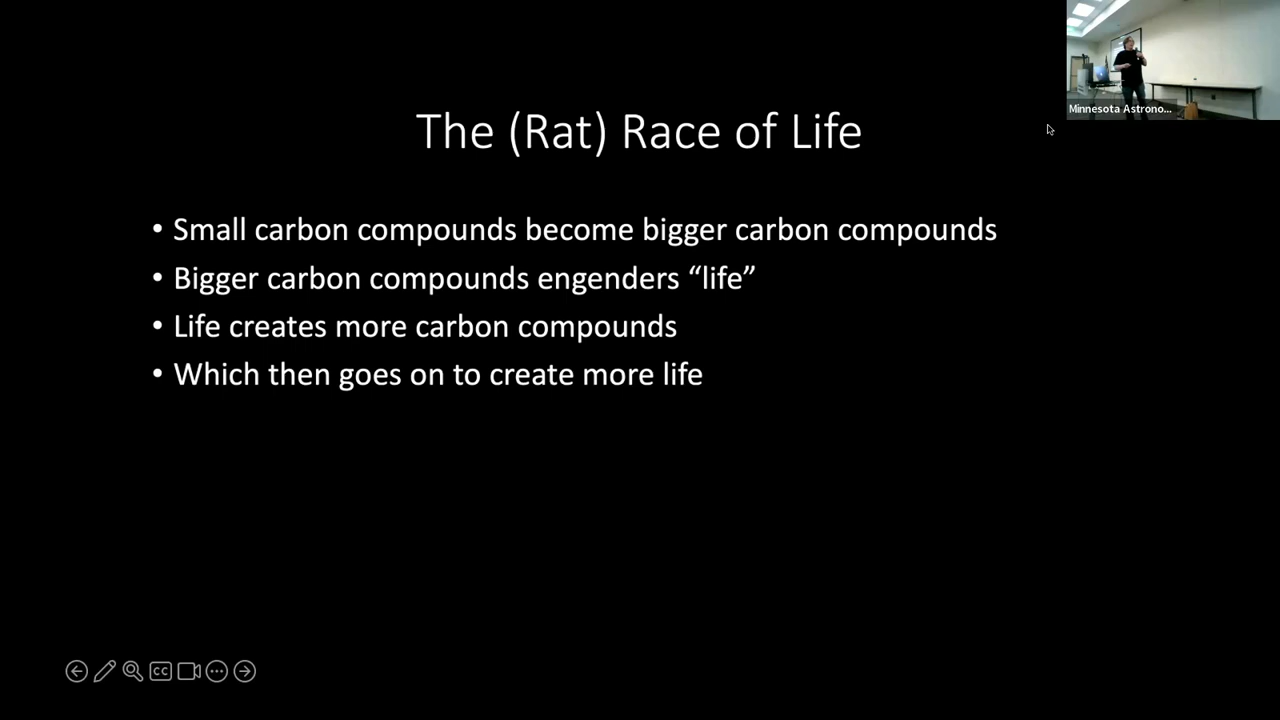 Minnesota Astrono...
The (Rat) Race of Life
• Small carbon compounds become bigger carbon compounds
• Bigger carbon compounds engenders “life”
• Life creates more carbon compounds
• Which then goes on to create more life
CC